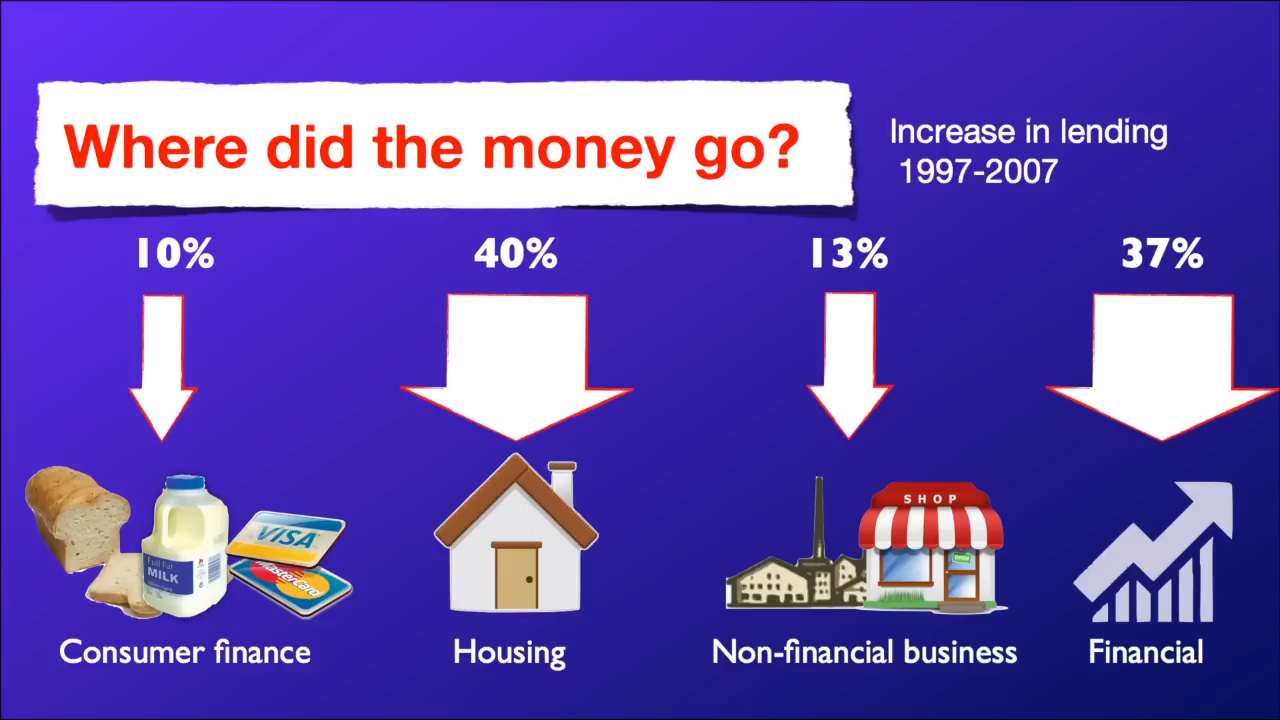 Where did the money go?
Increase in lending
1997-2007
10%
40%
13%
37%
VISA
MasterCard
Full Fat
MILK
SHOP
OPEN
Consumer finance
Housing
Non-financial business
Financial